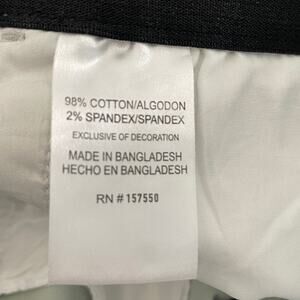 98% COTTON/ALGODON
2% SPANDEX/SPANDEX
EXCLUSIVE OF DECORATION
MADE IN BANGLADESH
HECHO EN BANGLADESH
RN # 157550